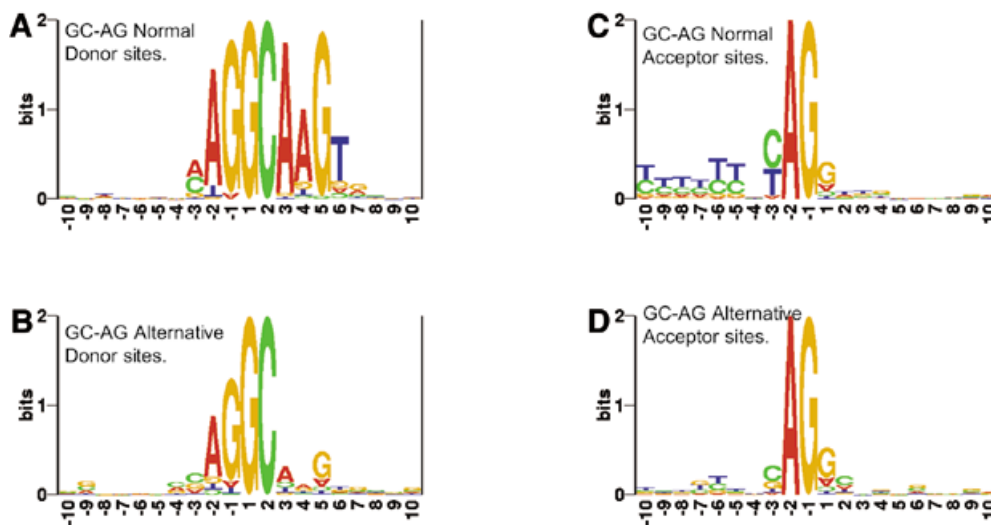 A
GC-AG Normal
Donor sites.
2
bits
1
0
AGGCAAGT
A
C
-10 -9 -8 -7 -6 -5 -4 -3 -2 -1 1 2 3 4 5 6 7 8 9 10
C
GC-AG Normal
Acceptor sites.
2
bits
1
0
CAG
T
G
T T T T T T
C C C C C C
-10 -9 -8 -7 -6 -5 -4 -3 -2 -1 1 2 3 4 5 6 7 8 9 10
B
GC-AG Alternative
Donor sites.
2
bits
1
0
AGGC
A
G
-10 -9 -8 -7 -6 -5 -4 -3 -2 -1 1 2 3 4 5 6 7 8 9 10
D
GC-AG Alternative
Acceptor sites.
2
bits
1
0
CAG
G
-10 -9 -8 -7 -6 -5 -4 -3 -2 -1 1 2 3 4 5 6 7 8 9 10